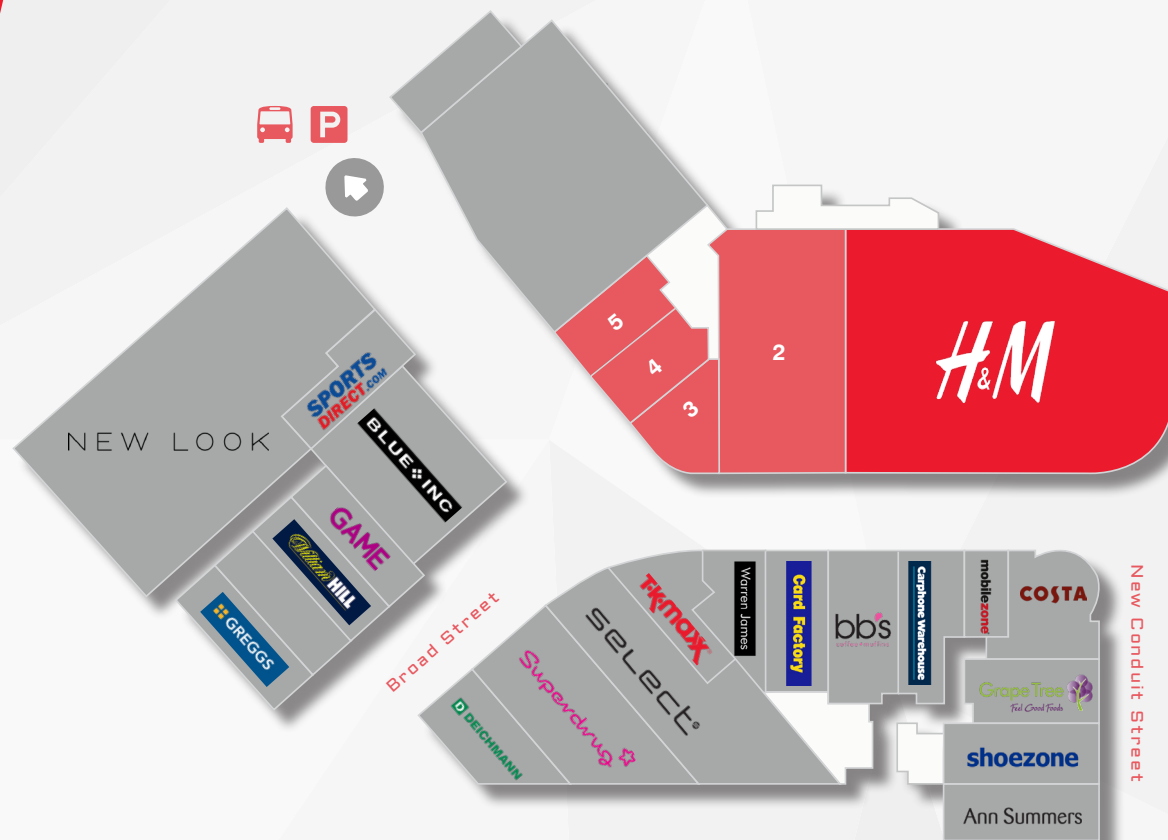 P
5
4
3
2
H&M
SPORTS
DIRECT.COM
NEW LOOK
BLUE INC
GAME
William
HILL
GREGGS
Broad Street
TK·maxx
select
Superdrug
DEICHMANN
Warren James
Card Factory
bb's
Carphone Warehouse
mobilezone
COSTA
Grape Tree
Feel Good Foods
shoezone
Ann Summers
New Conduit Street